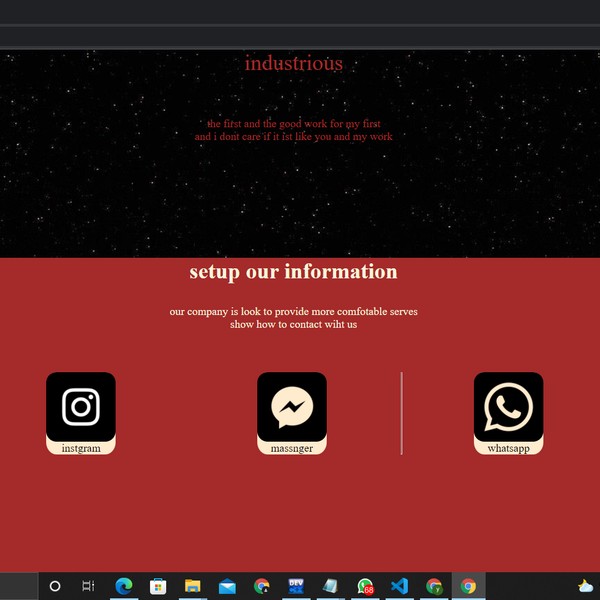 industrious
the first and the good work for my first
and i dont care if it ist like you and my work
setup our information
our company is look to provide more comfotable serves
show how to contact wiht us
instgram
massnger
whatsapp
DEV
68